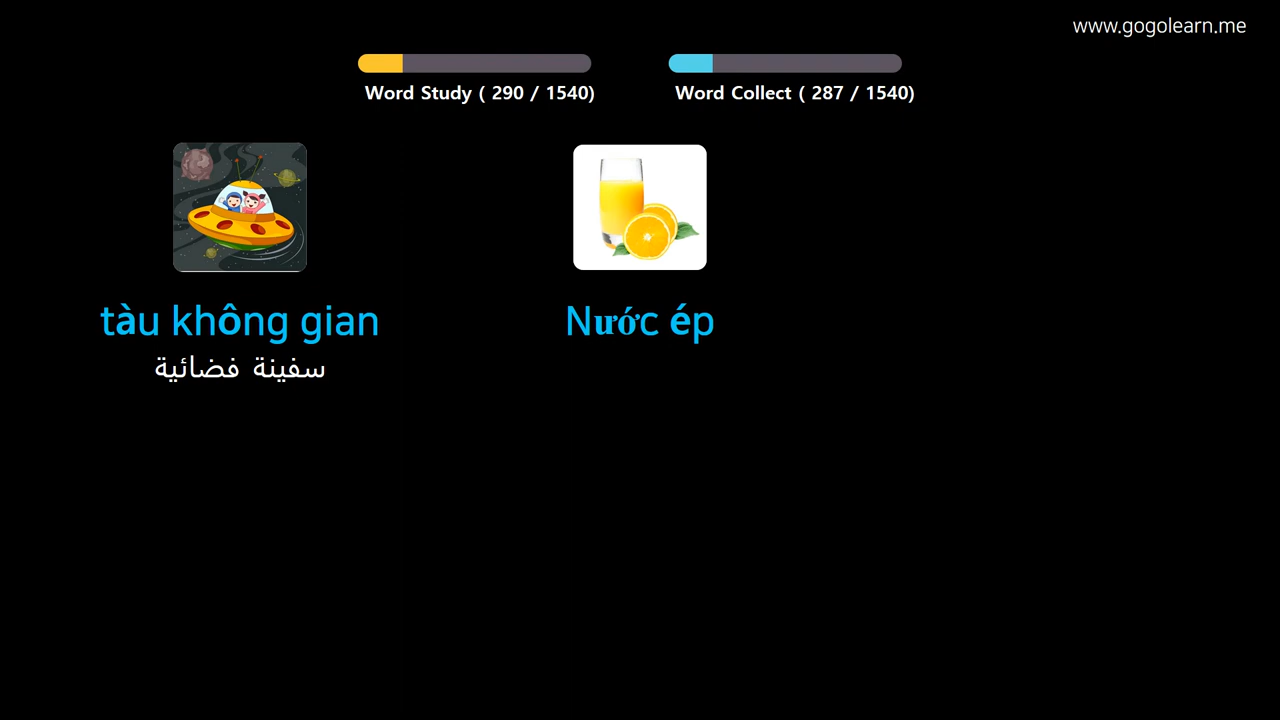 www.gogolearn.me
Word Study ( 290 / 1540)
Word Collect ( 287 / 1540)
tàu không gian
Nước ép
سفينة فضائية